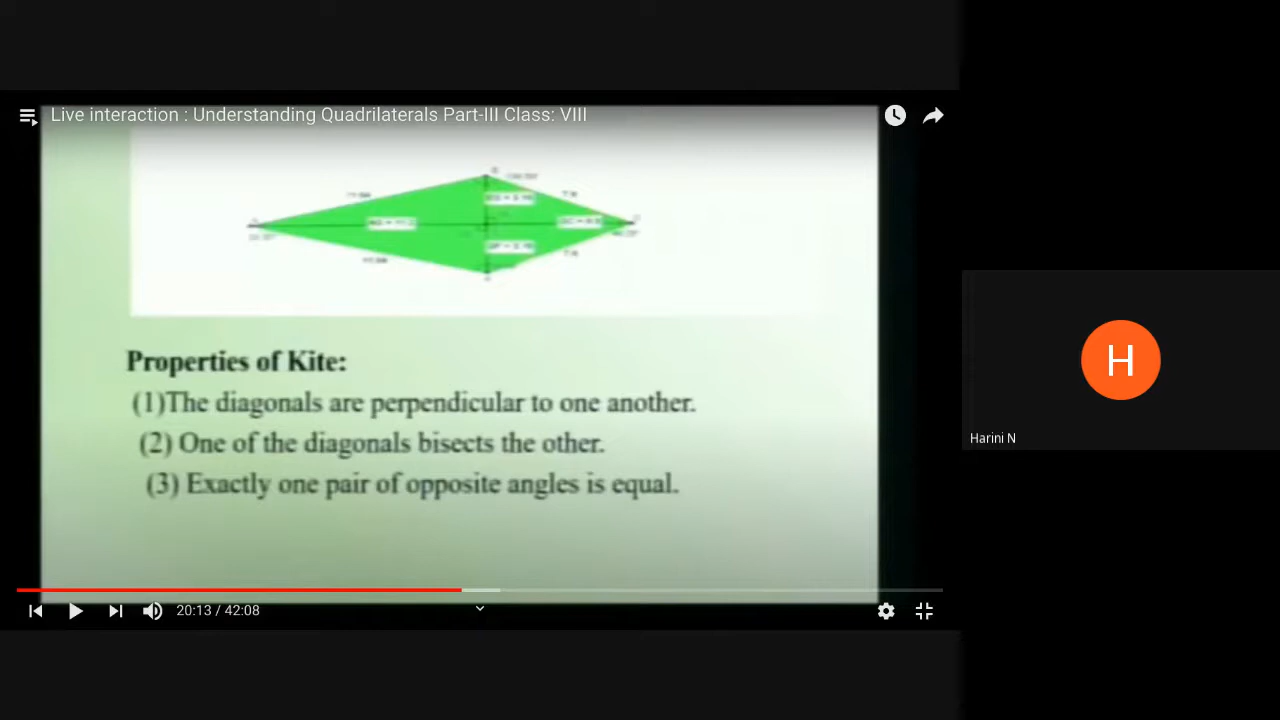 Live interaction : Understanding Quadrilaterals Part-III Class: VIII
Properties of Kite:
(1)The diagonals are perpendicular to one another.
(2) One of the diagonals bisects the other.
(3) Exactly one pair of opposite angles is equal.
20:13 / 42:08
H
Harini N